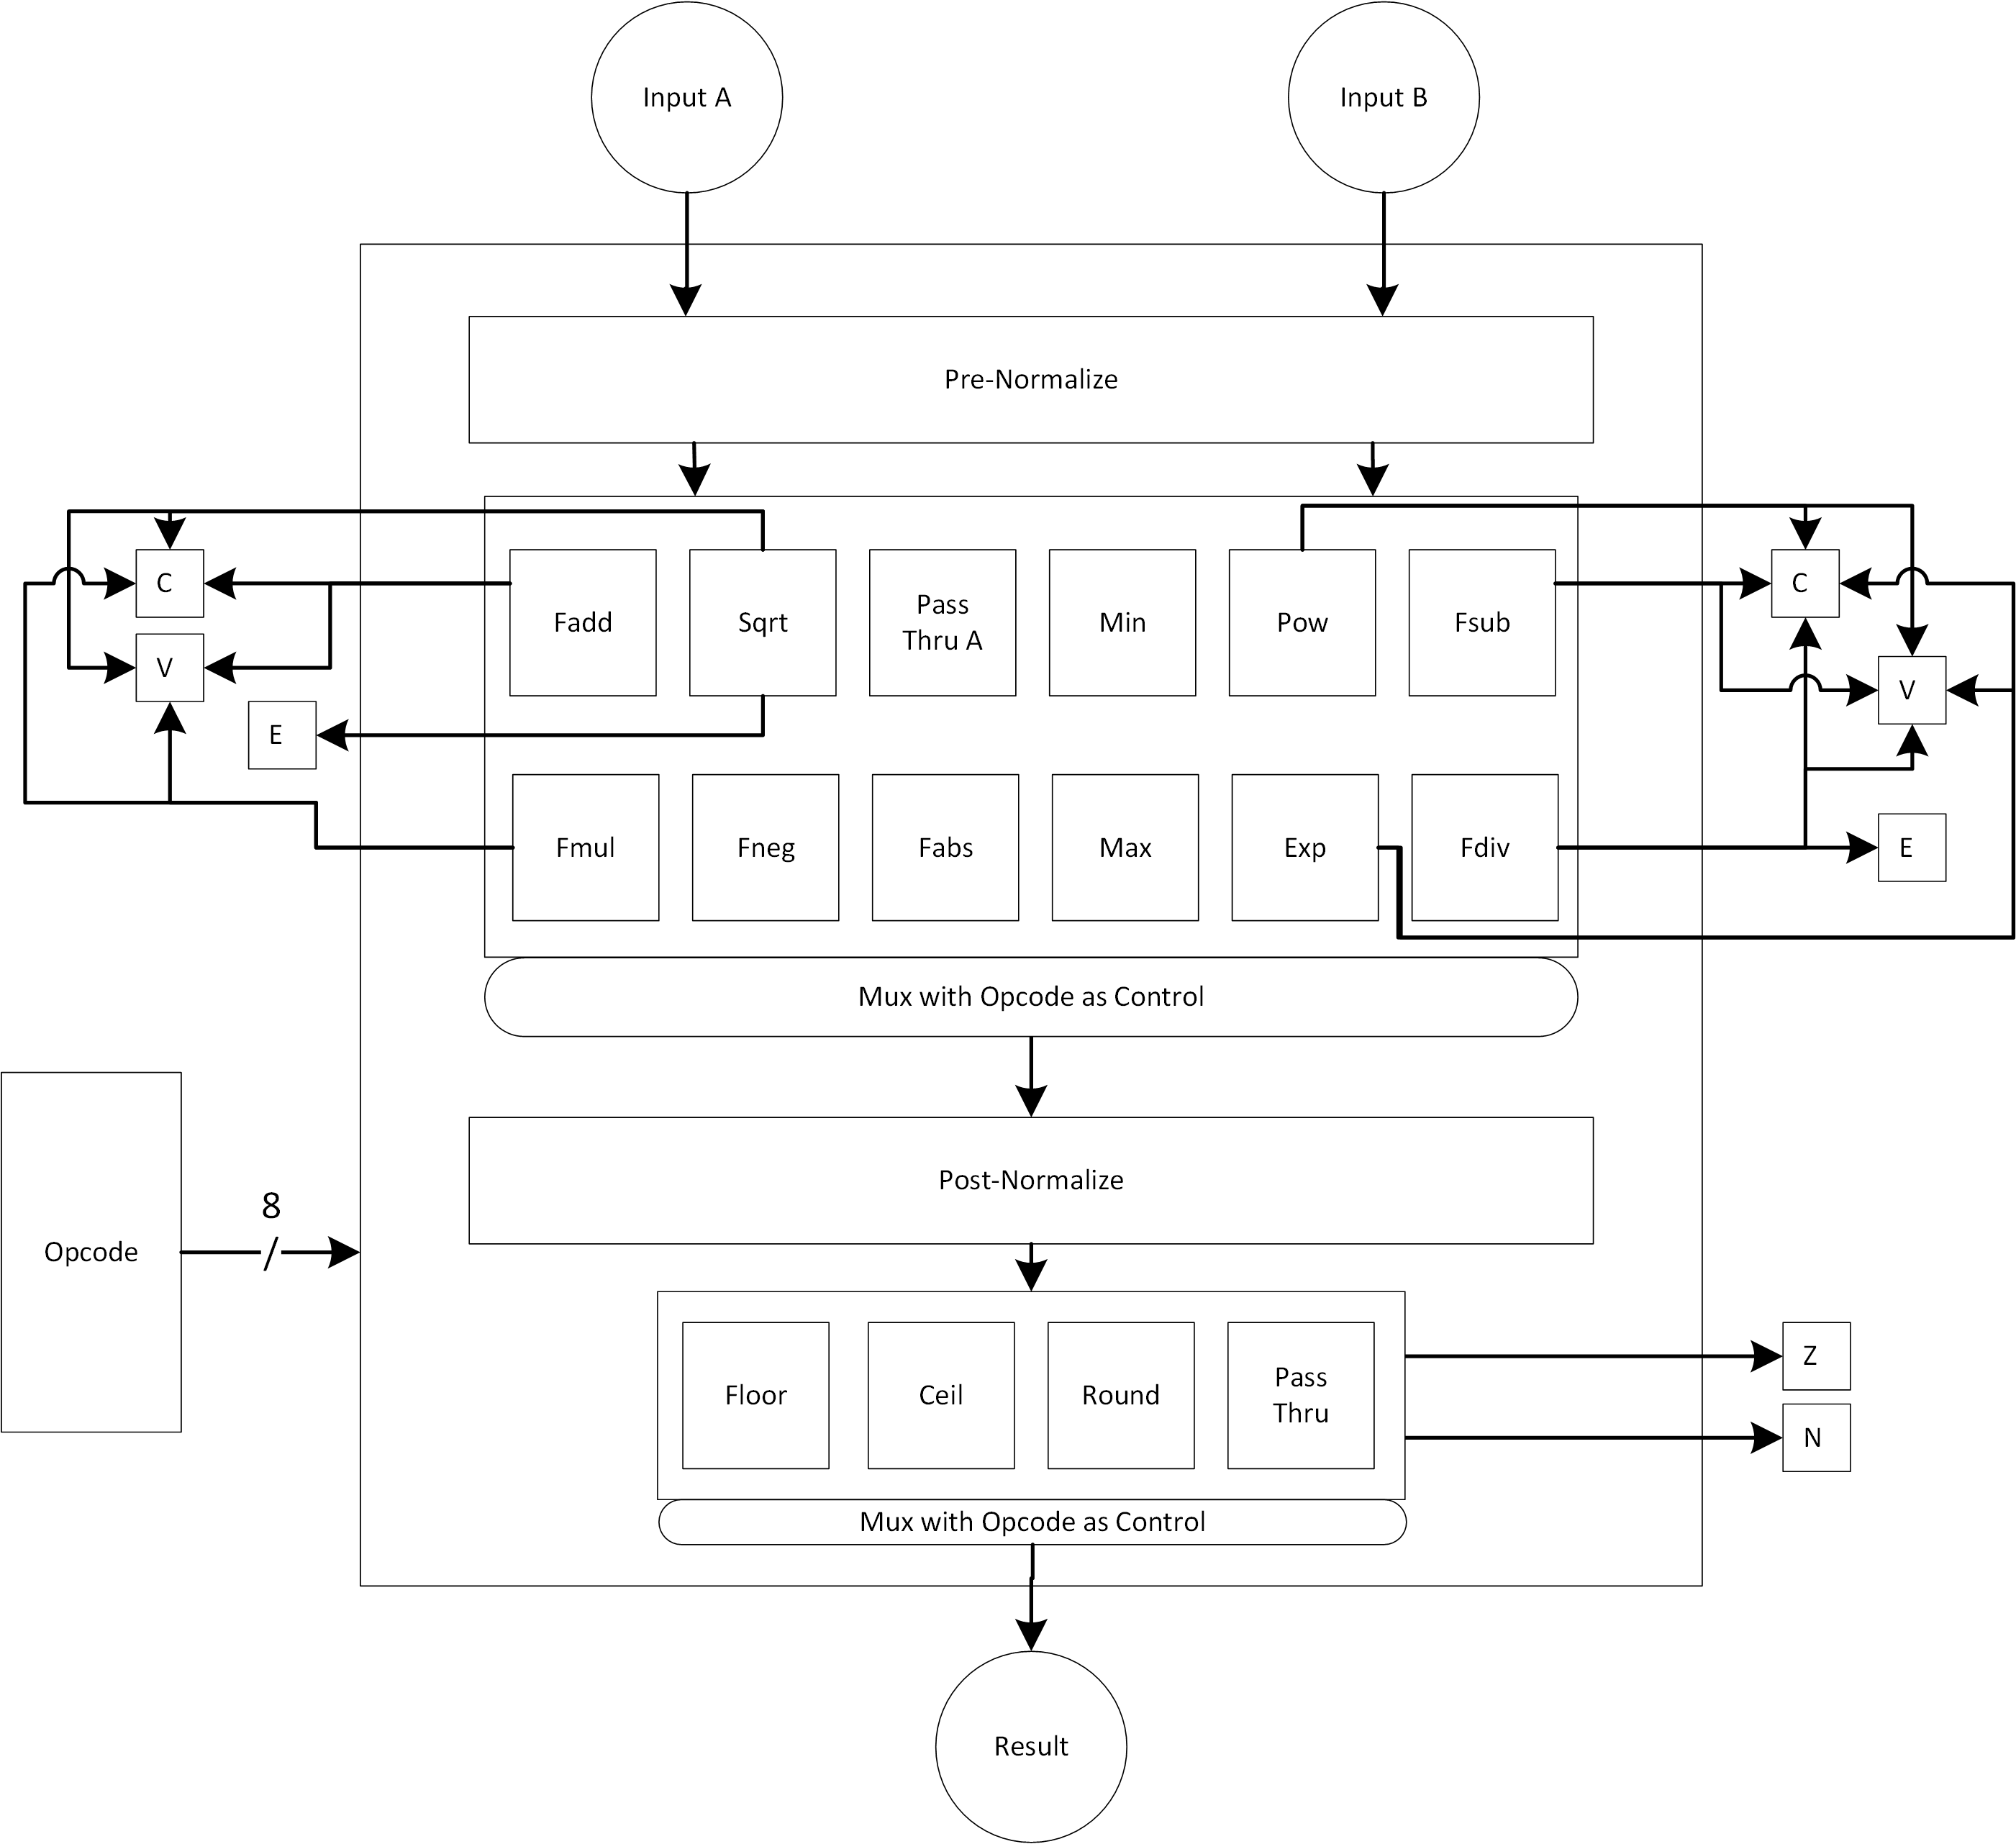 Input A
Input B
Pre-Normalize
C
V
E
Fadd
Sqrt
Pass
Thru A
Min
Pow
Fsub
C
V
E
Fmul
Fneg
Fabs
Max
Exp
Fdiv
Mux with Opcode as Control
Opcode
8
/
Post-Normalize
Floor
Ceil
Round
Pass
Thru
Z
N
Mux with Opcode as Control
Result